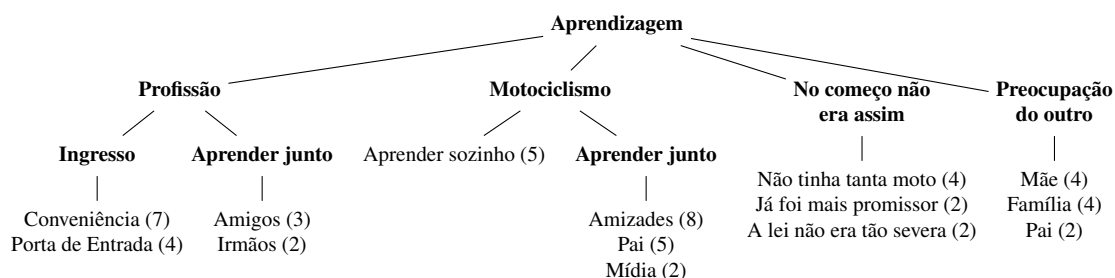 Aprendizagem
Profissão
Motociclismo
No começo não
era assim
Preocupação
do outro
Ingresso
Aprender junto
Aprender sozinho (5)
Aprender junto
Conveniência (7)
Porta de Entrada (4)
Amigos (3)
Irmãos (2)
Amizades (8)
Pai (5)
Mídia (2)
Não tinha tanta moto (4)
Já foi mais promissor (2)
A lei não era tão severa (2)
Mãe (4)
Família (4)
Pai (2)